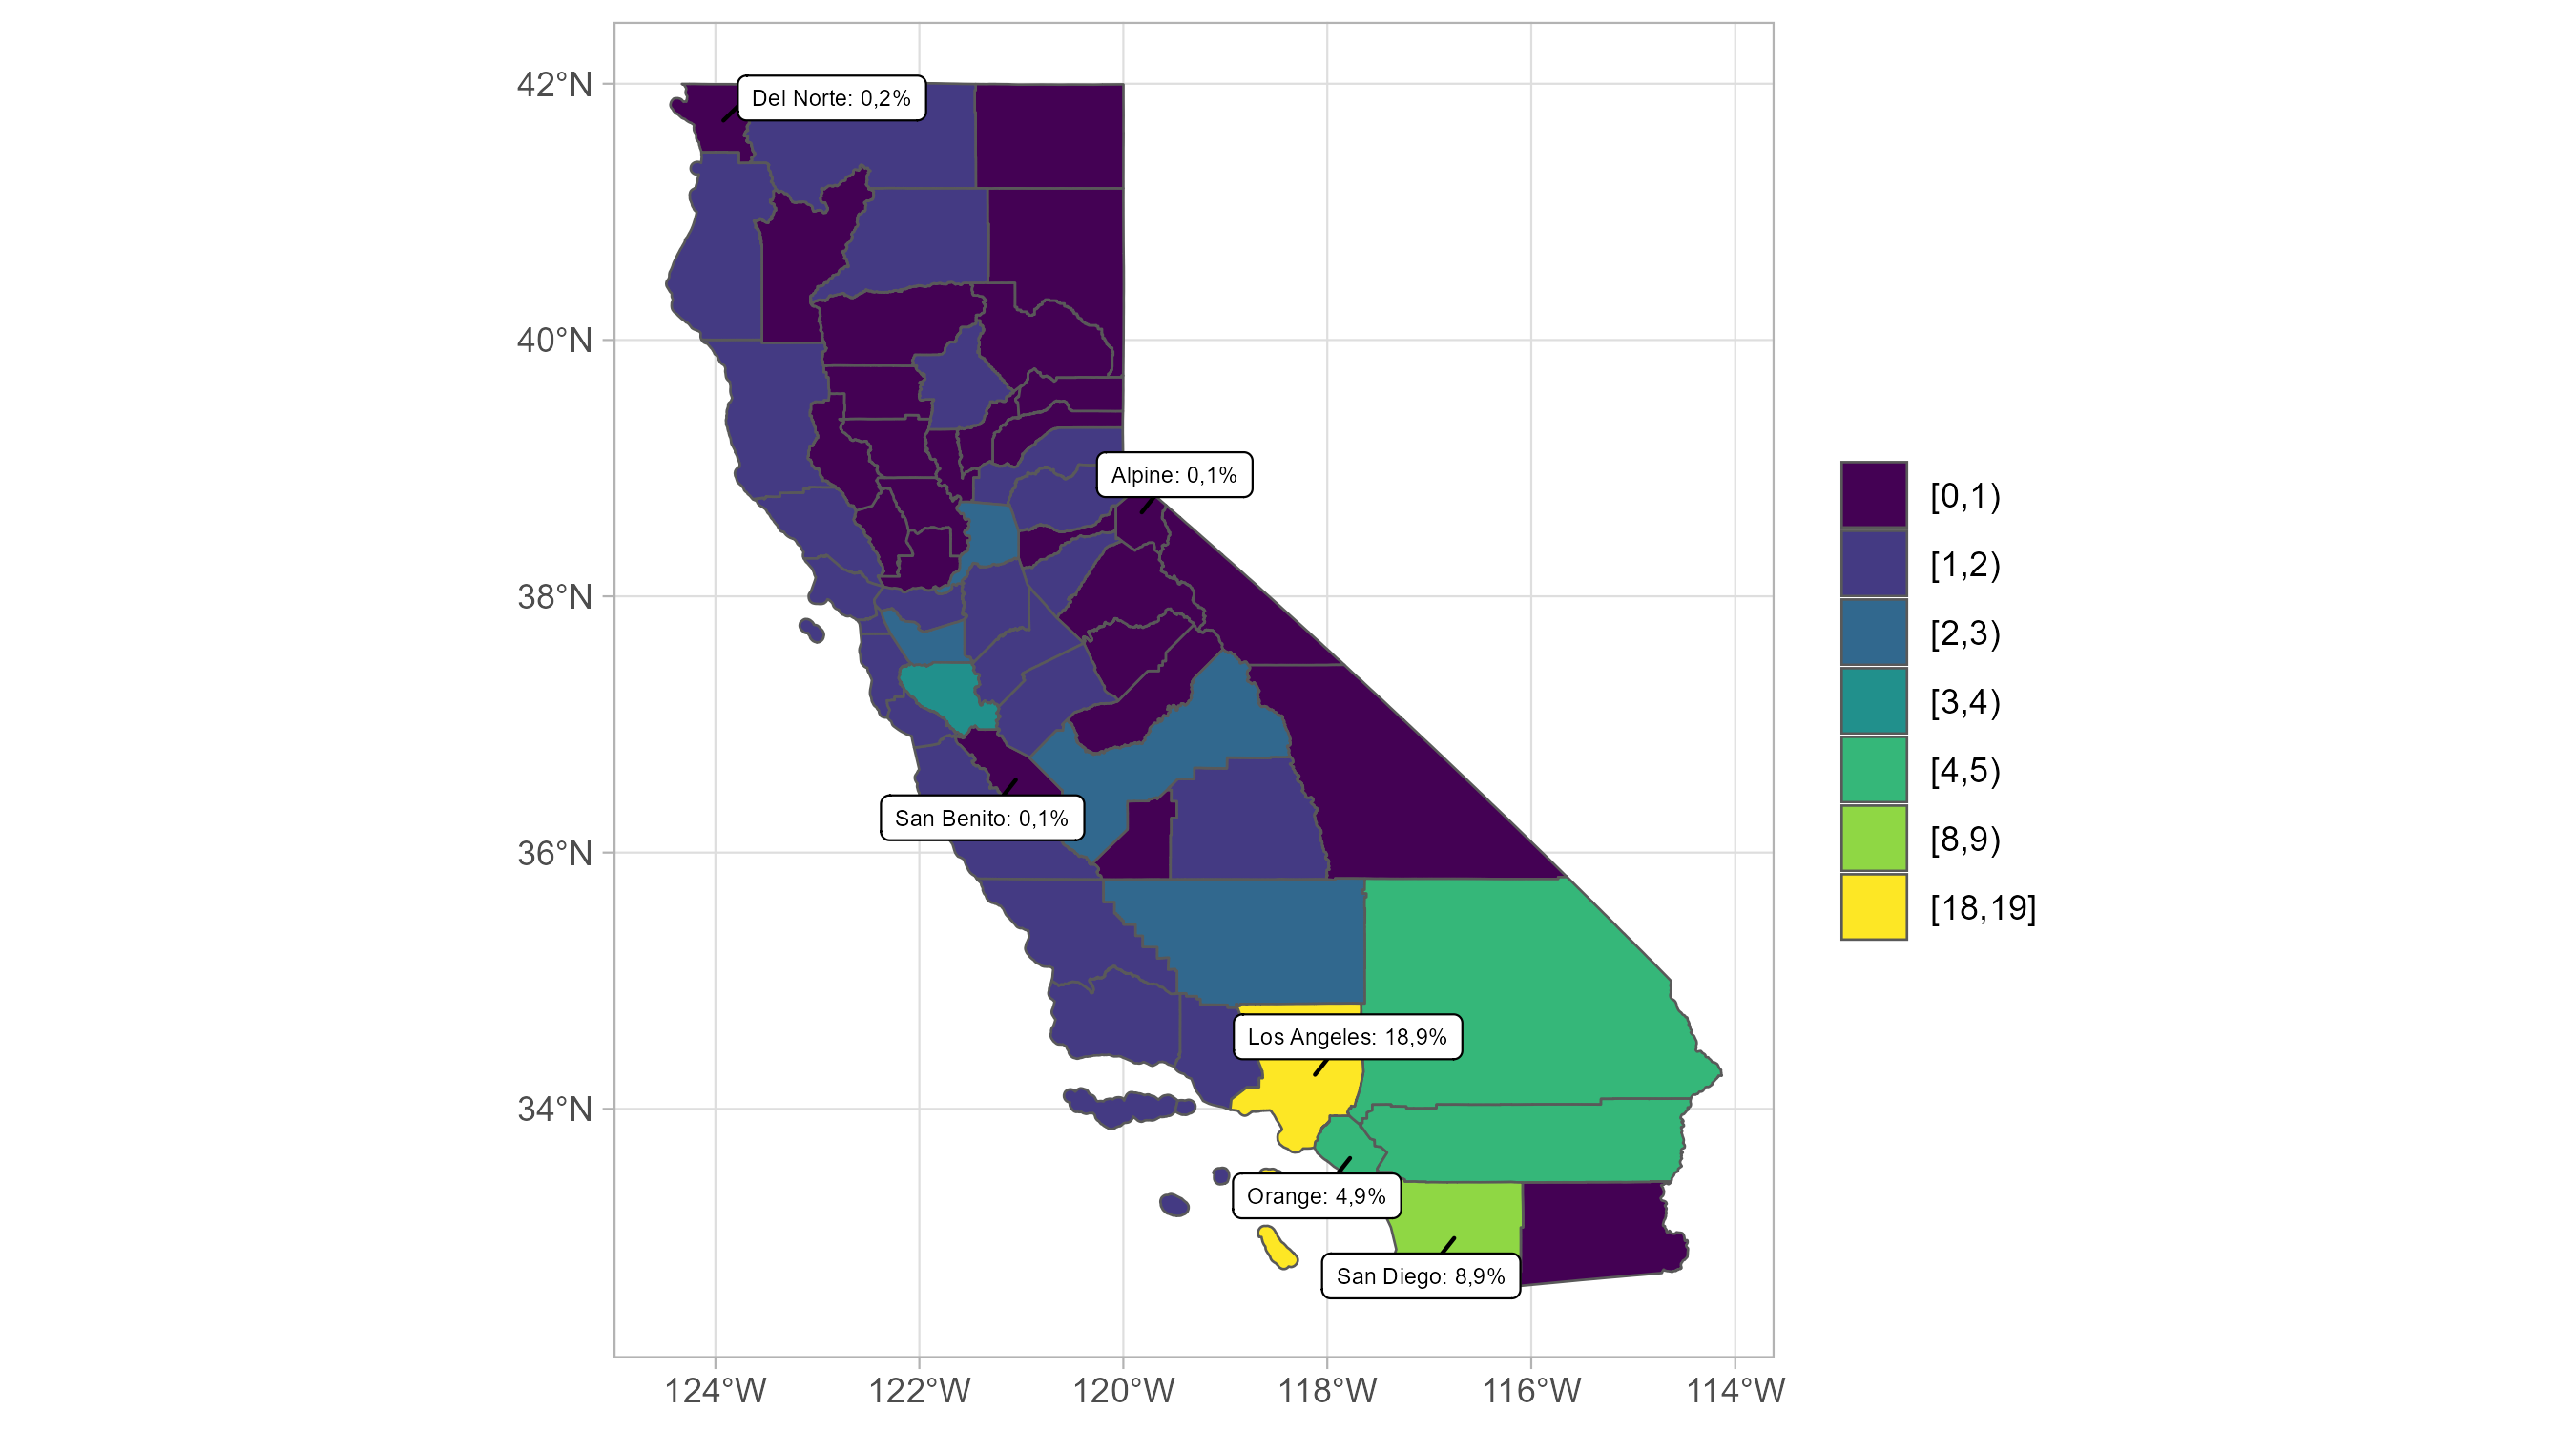 42°N
40°N
38°N
36°N
34°N
Del Norte: 0,2%
Alpine: 0,1%
San Benito: 0,1%
Los Angeles: 18,9%
Orange: 4,9%
San Diego: 8,9%
124°W
122°W
120°W
118°W
116°W
114°W
[0,1)
[1,2)
[2,3)
[3,4)
[4,5)
[8,9)
[18,19]